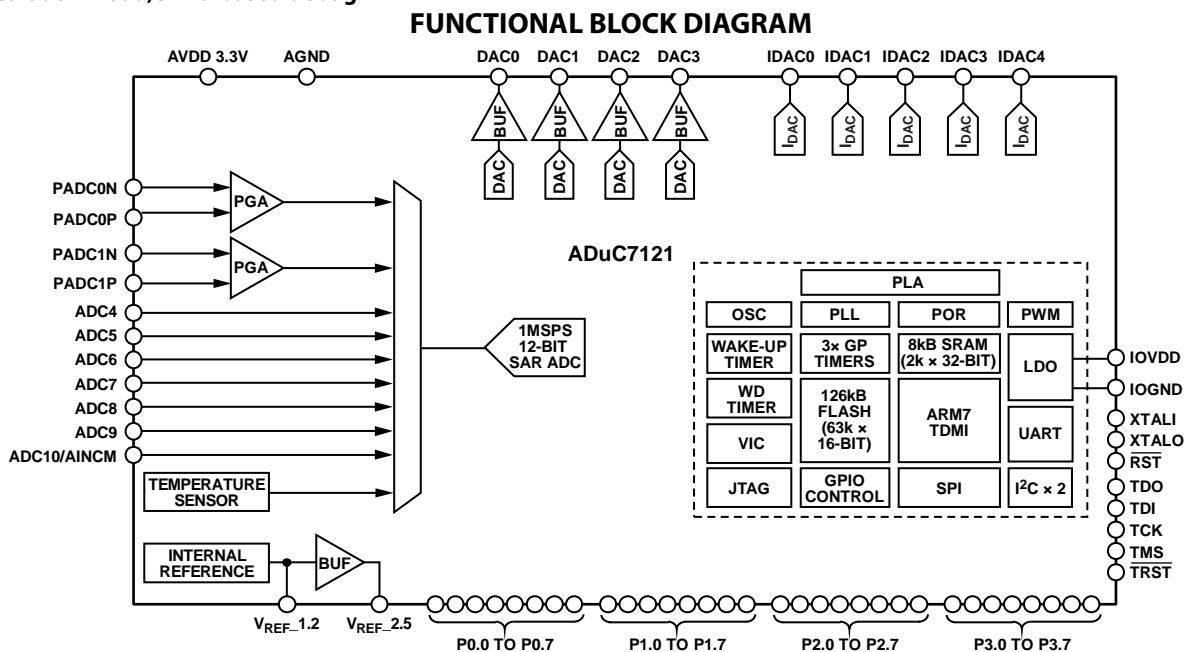 FUNCTIONAL BLOCK DIAGRAM
AVDD 3.3V
AGND
DAC0
DAC1
DAC2
DAC3
IDAC0
IDAC1
IDAC2
IDAC3
IDAC4
BUF
BUF
BUF
BUF
DAC
DAC
DAC
DAC
IDAC
IDAC
IDAC
IDAC
IDAC
PADC0N
PADC0P
PGA
PADC1N
PADC1P
PGA
ADC4
ADC5
ADC6
ADC7
ADC8
ADC9
ADC10/AINCM
TEMPERATURE
SENSOR
INTERNAL
REFERENCE
BUF
VREF_1.2
VREF_2.5
1MSPS
12-BIT
SAR ADC
ADuC7121
PLA
OSC
PLL
POR
PWM
WAKE-UP
TIMER
3× GP
TIMERS
8kB SRAM
(2k × 32-BIT)
LDO
WD
TIMER
126kB
FLASH
(63k ×
16-BIT)
ARM7
TDMI
UART
VIC
JTAG
GPIO
CONTROL
SPI
I2C × 2
IOVDD
IOGND
XTALI
XTALO
RST
TDO
TDI
TCK
TMS
TRST
P0.0 TO P0.7
P1.0 TO P1.7
P2.0 TO P2.7
P3.0 TO P3.7